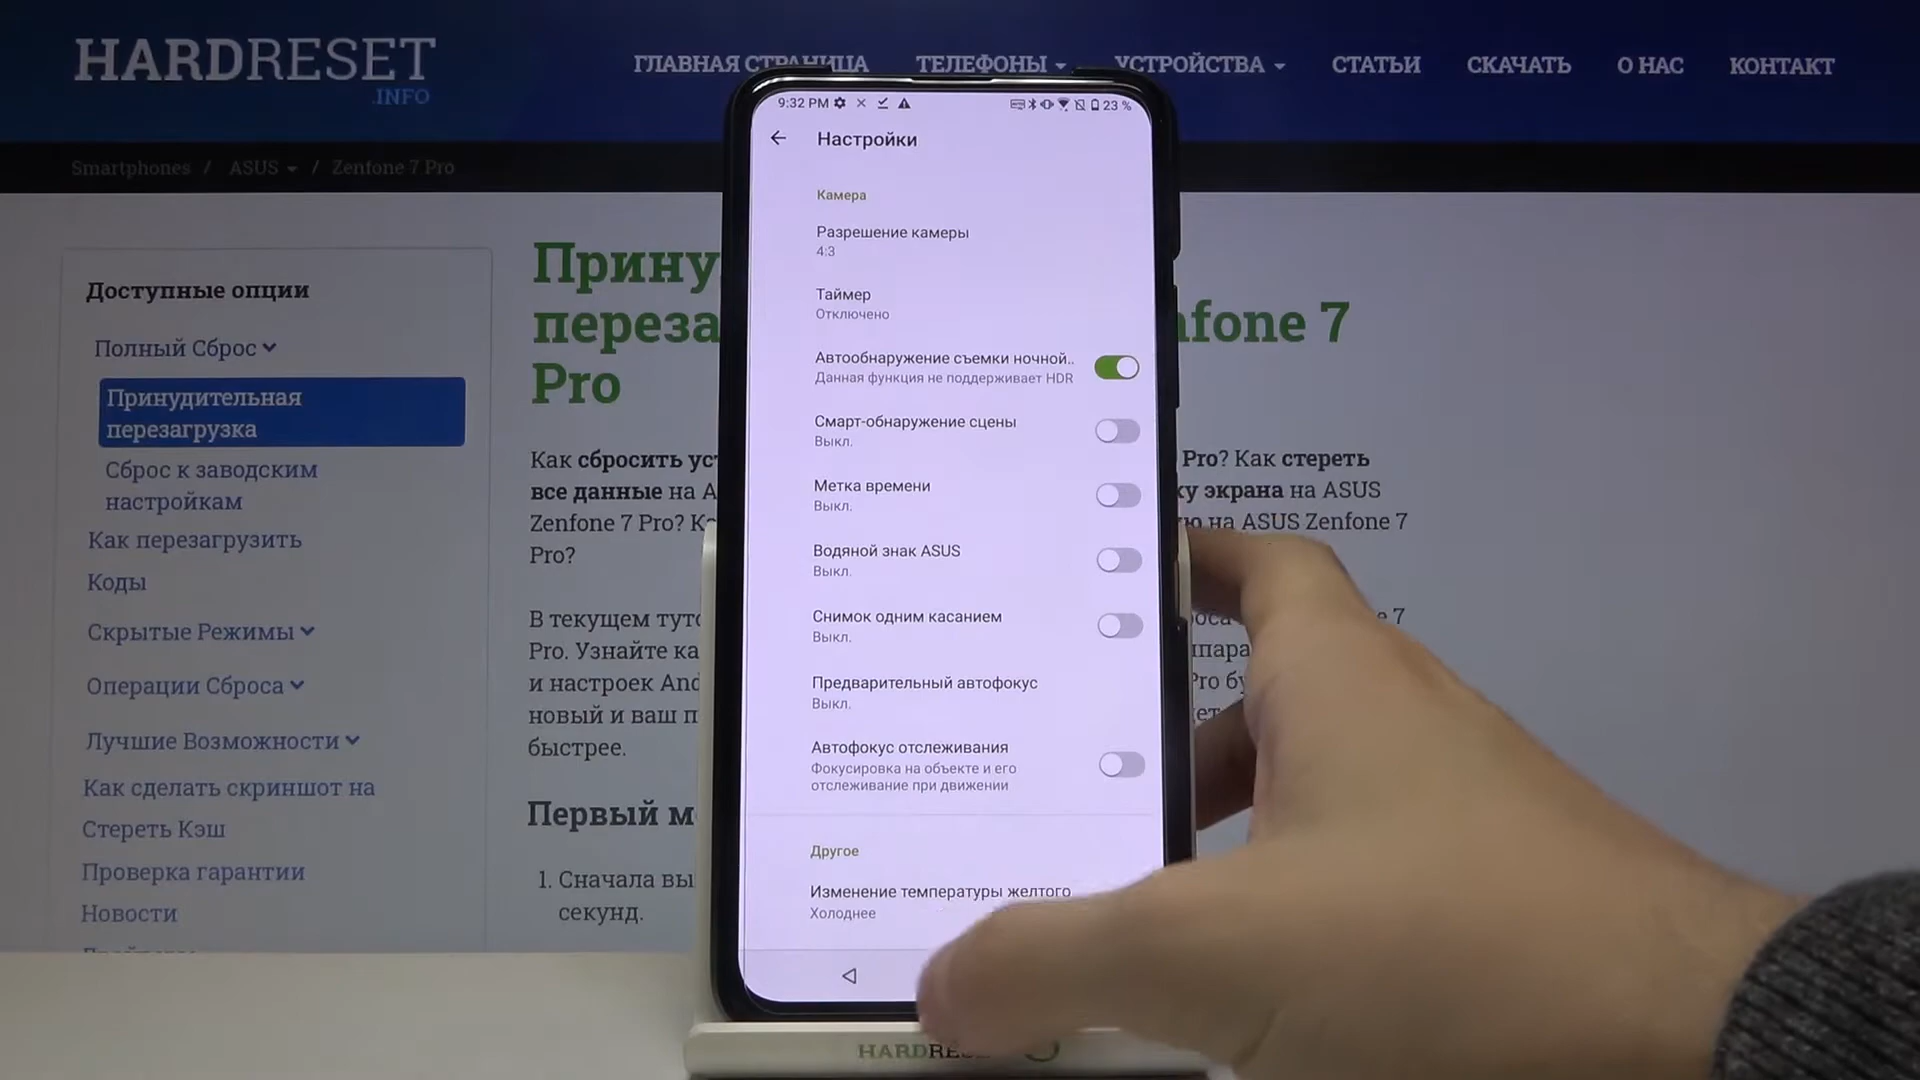 HARDRESET
.INFO
ГЛАВНАЯ СТРАНИЦА
ТЕЛЕФОНЫ
УСТРОЙСТВА
СТАТЬИ
СКАЧАТЬ
О НАС
КОНТАКТ
Smartphones / ASUS / Zenfone 7 Pro
Доступные опции
Полный Сброс
Принудительная
перезагрузка
Сброс к заводским
настройкам
Как перезагрузить
Коды
Скрытые Режимы
Операции Сброса
Лучшие Возможности
Как сделать скриншот на
Стереть Кэш
Проверка гарантии
Новости
Прину
переза nfone 7
Pro
Как сбросить ус Pro? Как стереть
все данные на A ку экрана на ASUS
Zenfone 7 Pro? К на ASUS Zenfone 7
Pro?
В текущем тут
Pro. Узнайте ка
и настроек And Pro
новый и ваш п
быстрее.
Первый м
1. Сначала вы
секунд.
9:32 PM 23 %
Настройки
Камера
Разрешение камеры
4:3
Таймер
Отключено
Автообнаружение съемки ночной..
Данная функция не поддерживает HDR
Смарт-обнаружение сцены
Выкл.
Метка времени
Выкл.
Водяной знак ASUS
Выкл.
Снимок одним касанием
Выкл.
Предварительный автофокус
Выкл.
Автофокус отслеживания
Фокусировка на объекте и его
отслеживание при движении
Другое
Изменение температуры желтого
Холоднее
HARDRES